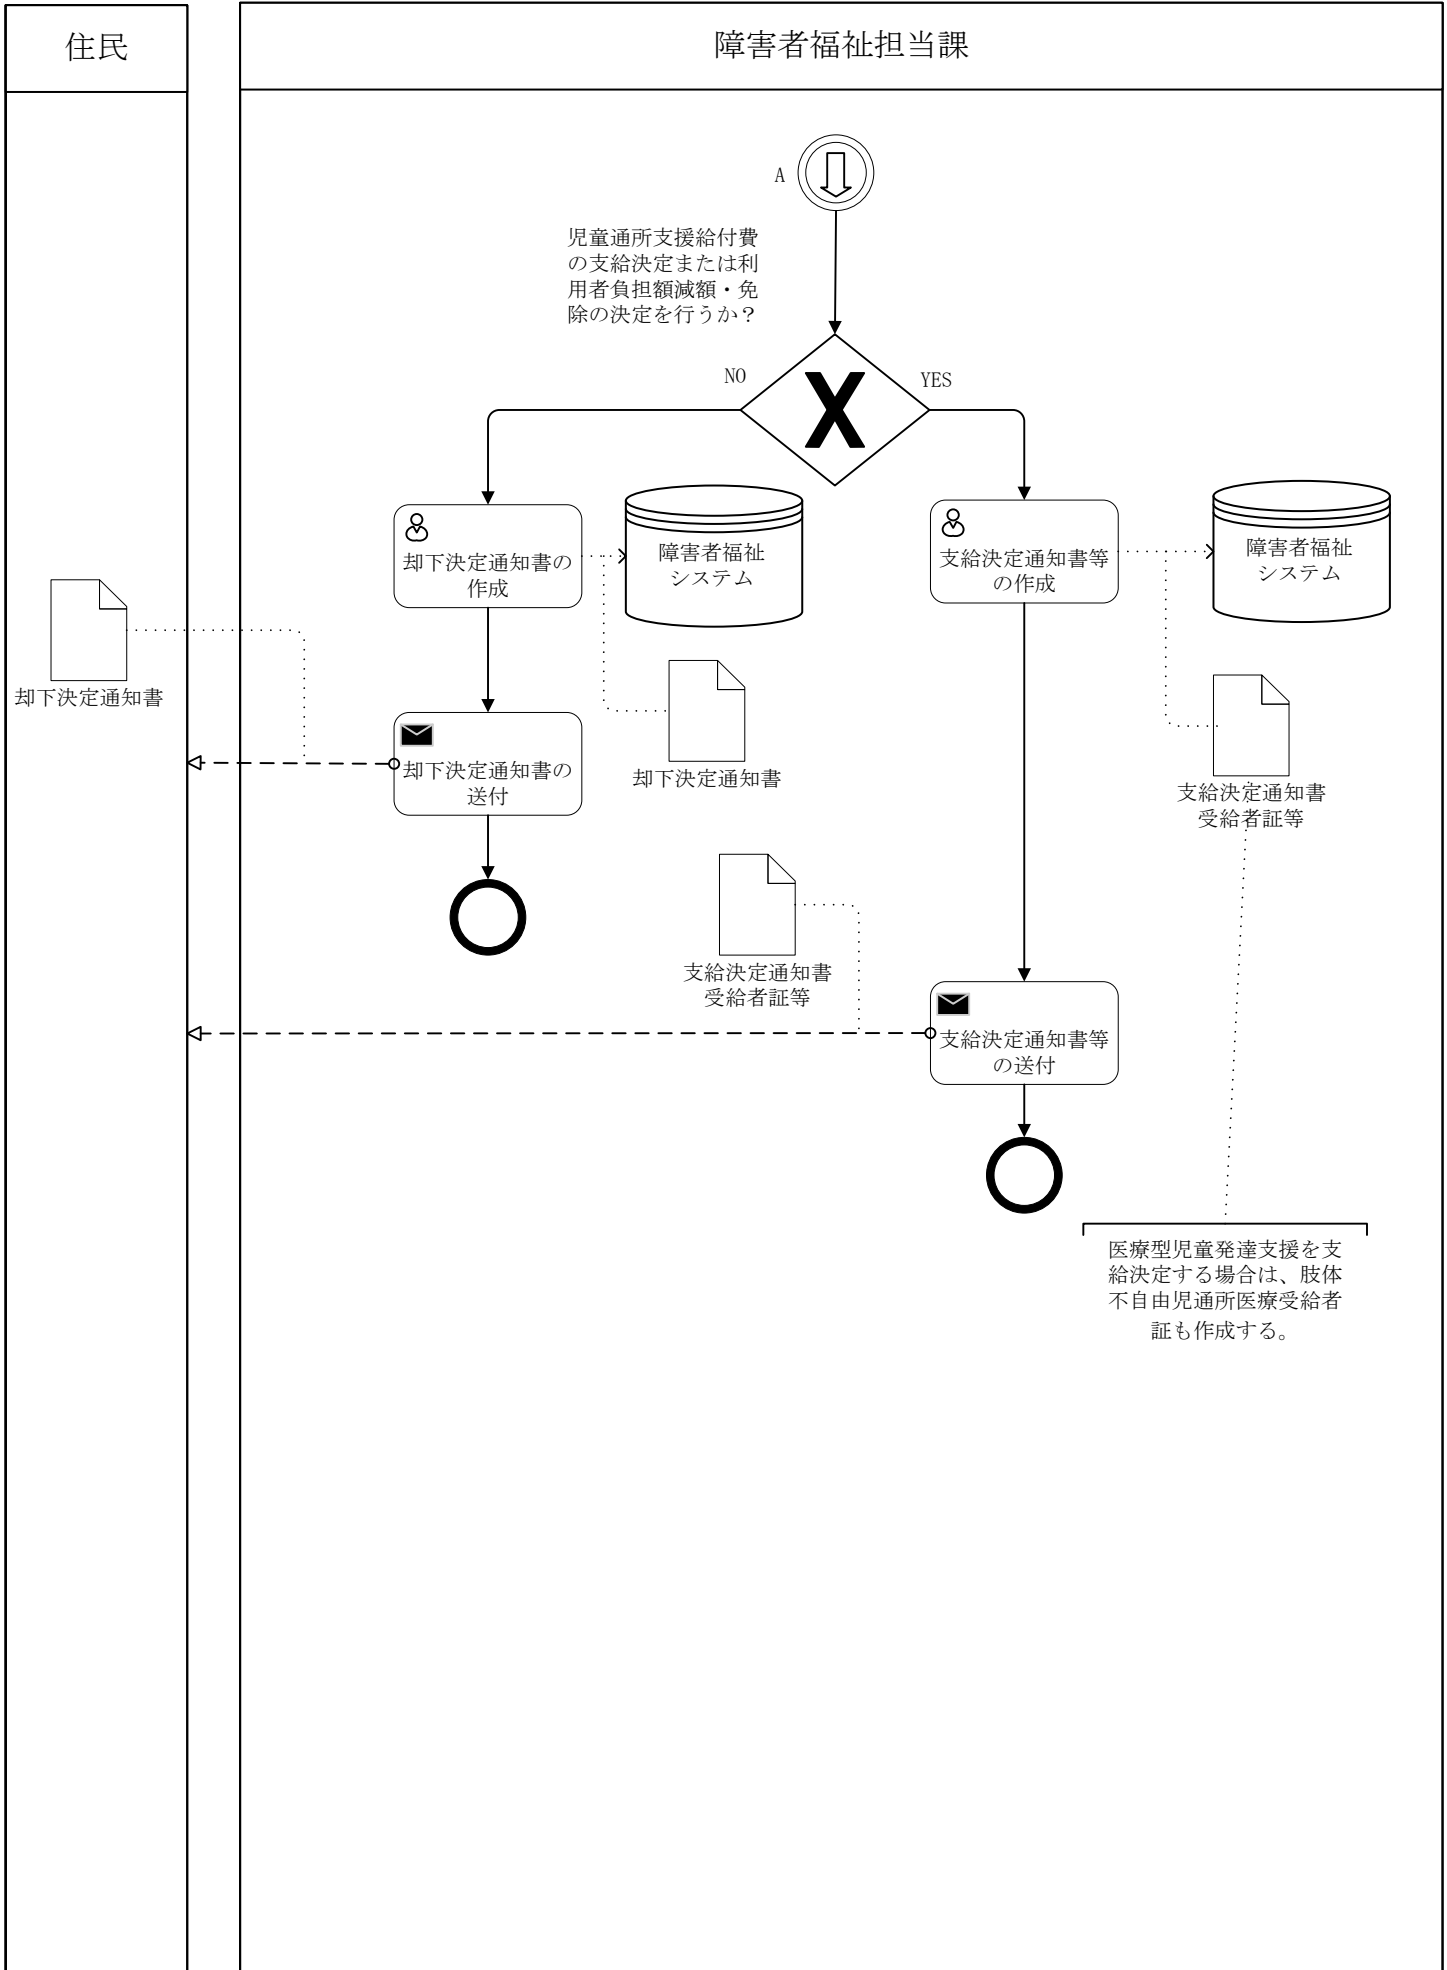 住民
障害者福祉担当課
A
児童通所支援給付費
の支給決定または利
用者負担額減額・免
除の決定を行うか？
NO
YES
却下決定通知書の
作成
障害者福祉
システム
支給決定通知書等
の作成
障害者福祉
システム
却下決定通知書
却下決定通知書の
送付
却下決定通知書
支給決定通知書
受給者証等
支給決定通知書
受給者証等
支給決定通知書等
の送付
医療型児童発達支援を支
給決定する場合は、肢体
不自由児通所医療受給者
証も作成する。